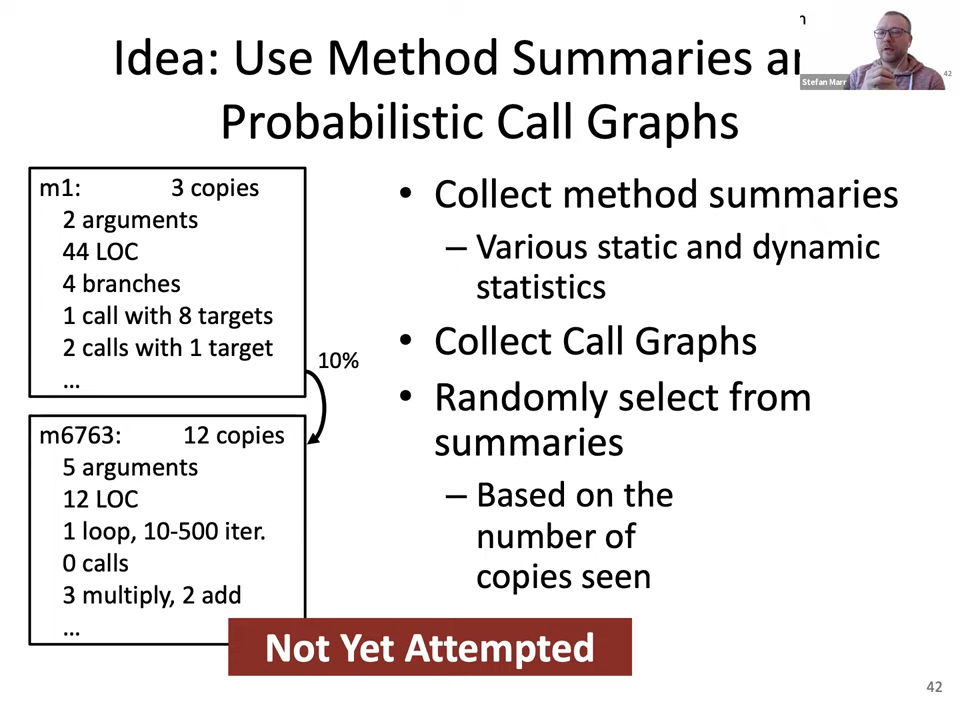 Idea: Use Method Summaries
Probabilistic Call Graphs
Stefan Marr
42
m1: 3 copies
2 arguments
44 LOC
4 branches
1 call with 8 targets
2 calls with 1 target
...
10%
m6763: 12 copies
5 arguments
12 LOC
1 loop, 10-500 iter.
0 calls
3 multiply, 2 add
...
• Collect method summaries
– Various static and dynamic
statistics
• Collect Call Graphs
• Randomly select from
summaries
– Based on the
number of
copies seen
Not Yet Attempted
42